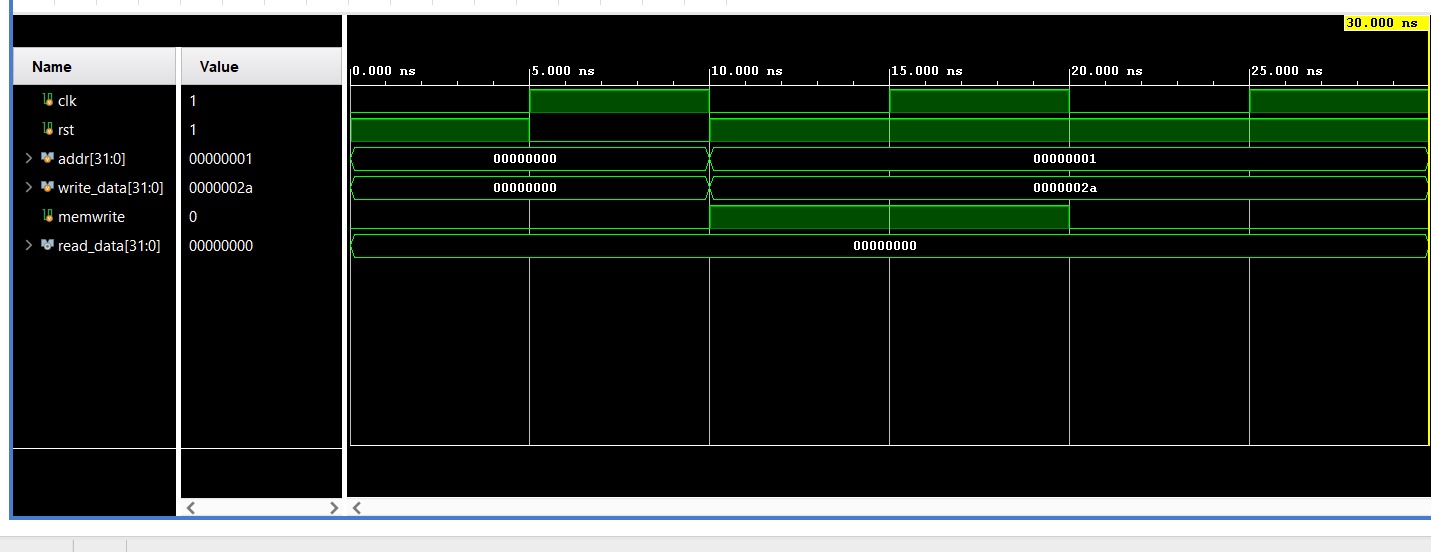 30.000 ns
Name Value
0.000 ns 5.000 ns 10.000 ns 15.000 ns 20.000 ns 25.000 ns
clk 1
rst 1
addr[31:0] 00000001 00000000 00000001
write_data[31:0] 0000002a 00000000 0000002a
memwrite 0
read_data[31:0] 00000000 00000000